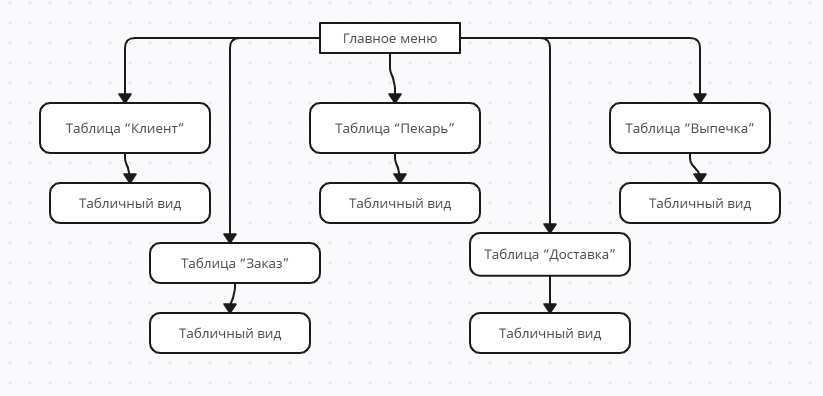 Главное меню
Таблица “Клиент”
Таблица “Пекарь”
Таблица “Выпечка”
Табличный вид
Табличный вид
Табличный вид
Таблица “Заказ”
Таблица “Доставка”
Табличный вид
Табличный вид